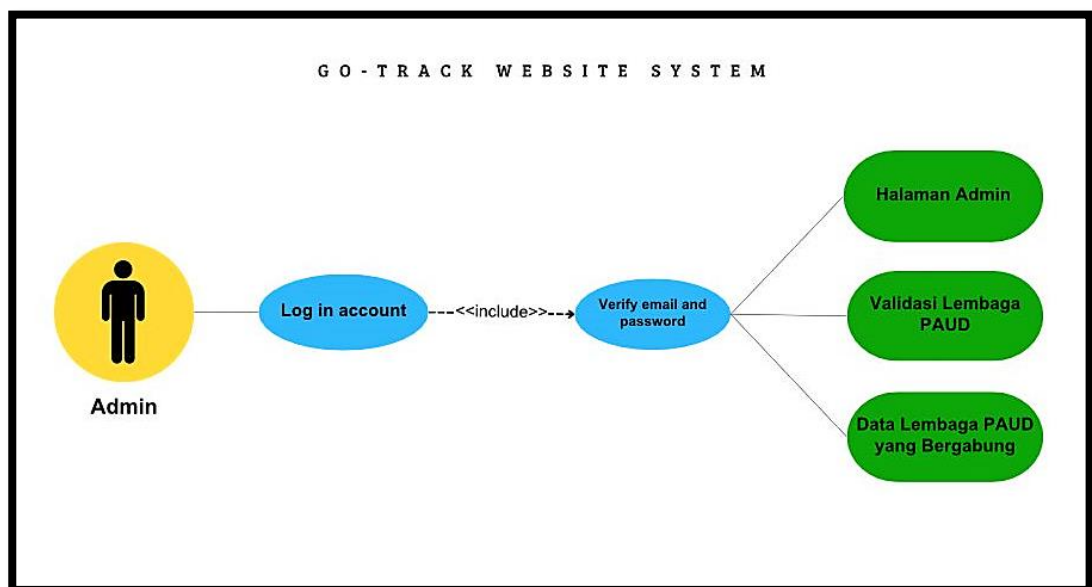 GO-TRACK WEBSITE SYSTEM
Admin
Log in account
<<include>>
Verify email and
password
Halaman Admin
Validasi Lembaga
PAUD
Data Lembaga PAUD
yang Bergabung